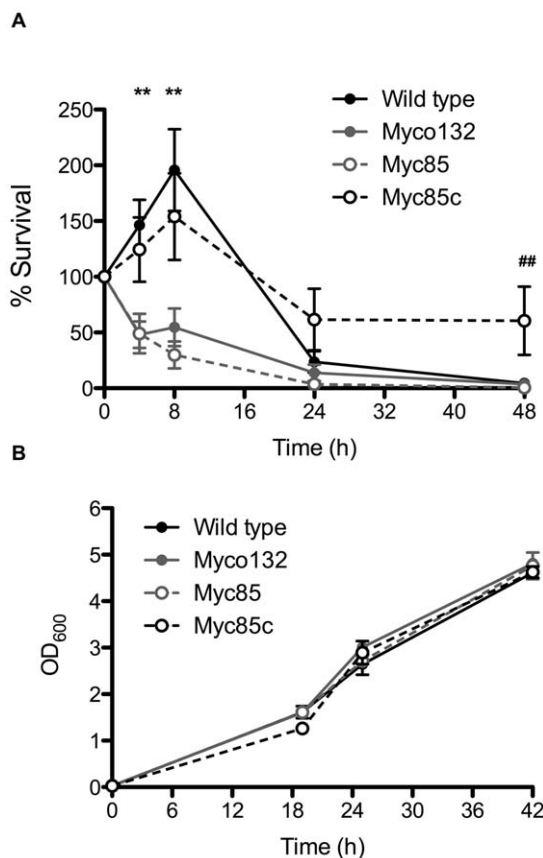 A
** **
##
Wild type
Myco132
Myc85
Myc85c
% Survival
250
200
150
100
50
0
0 8 16 24 32 40 48
Time (h)
B
Wild type
Myco132
Myc85
Myc85c
OD600
6
5
4
3
2
1
0
0 6 12 18 24 30 36 42
Time (h)